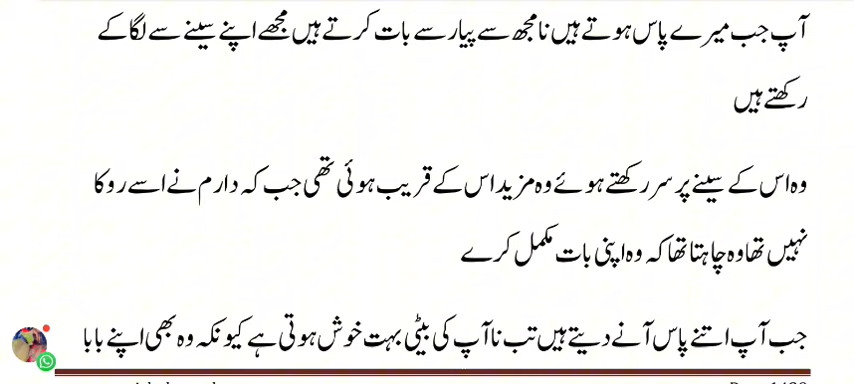 آپ جب میرے پاس ہوتے ہیں نا مجھ سے پیار سے بات کرتے ہیں مجھے اپنے سینے سے لگا کے
رکھتے ہیں
وہ اس کے سینے پر سر رکھتے ہوئے وہ مزید اس کے قریب ہوئی تھی جب کہ دارم نے اسے روکا
نہیں تھا وہ چاہتا تھا کہ وہ اپنی بات مکمل کرے
جب آپ اتنے پاس آنے دیتے ہیں تب نا آپ کی بیٹی بہت خوش ہوتی ہے کیونکہ وہ بھی اپنے بابا